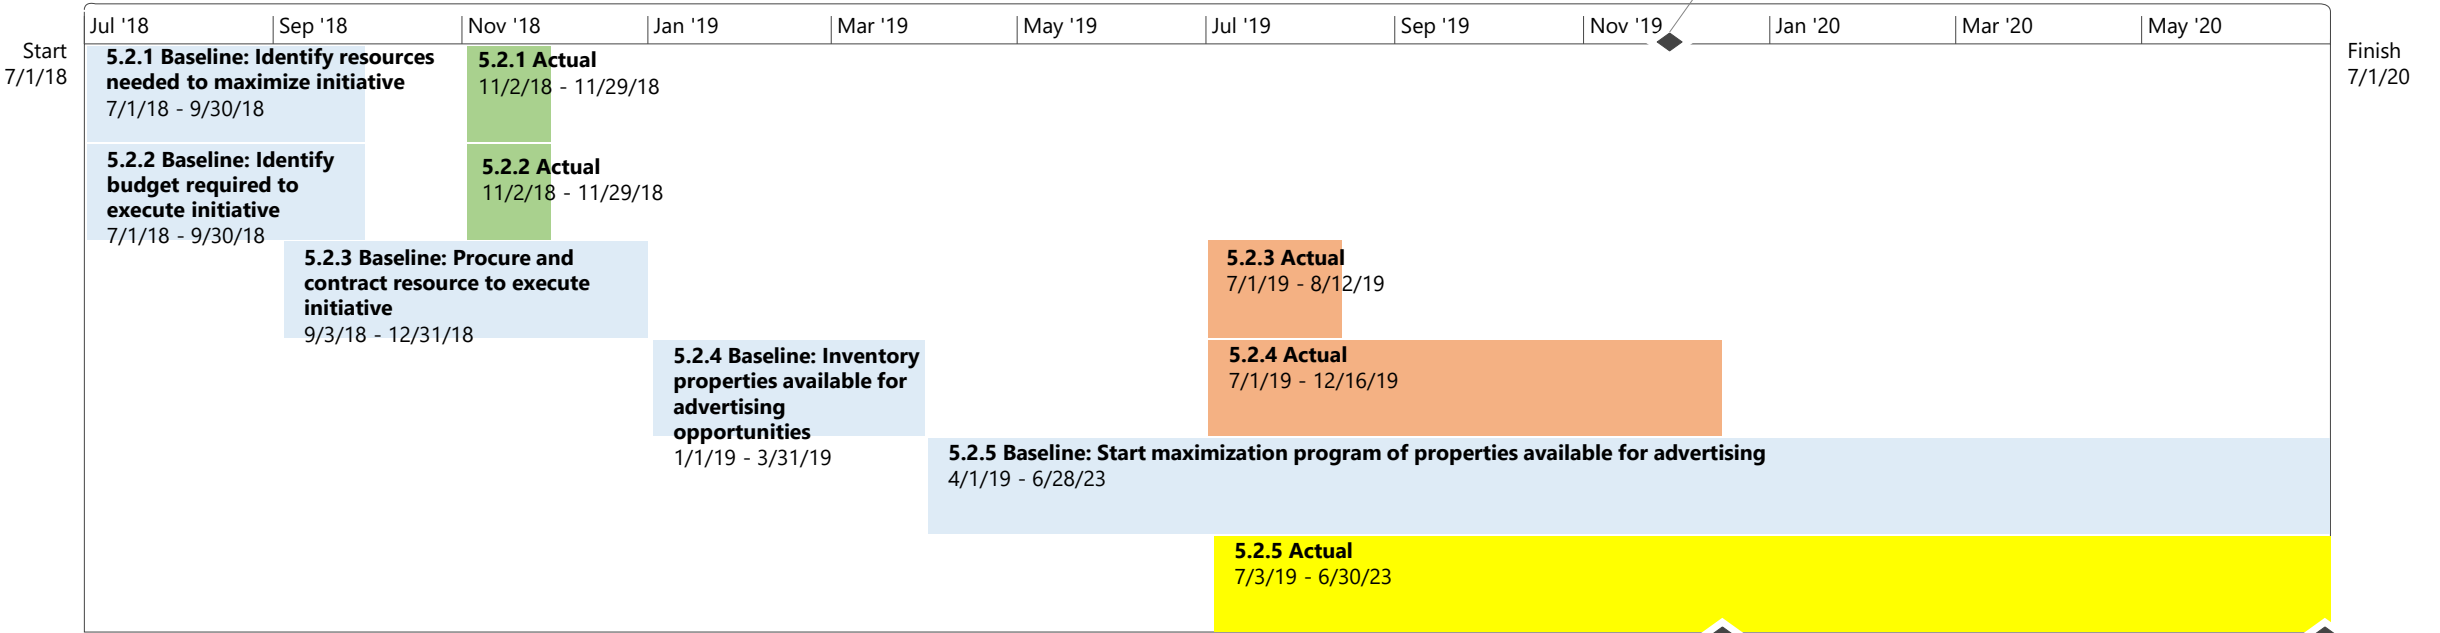 Jul '18
Sep '18
Nov '18
Jan '19
Mar '19
May '19
Jul '19
Sep '19
Nov '19
Jan '20
Mar '20
May '20
Start
7/1/18
Finish
7/1/20
5.2.1 Baseline: Identify resources
needed to maximize initiative
7/1/18 - 9/30/18
5.2.1 Actual
11/2/18 - 11/29/18
5.2.2 Baseline: Identify
budget required to
execute initiative
7/1/18 - 9/30/18
5.2.2 Actual
11/2/18 - 11/29/18
5.2.3 Baseline: Procure and
contract resource to execute
initiative
9/3/18 - 12/31/18
5.2.3 Actual
7/1/19 - 8/12/19
5.2.4 Baseline: Inventory
properties available for
advertising
opportunities
1/1/19 - 3/31/19
5.2.4 Actual
7/1/19 - 12/16/19
5.2.5 Baseline: Start maximization program of properties available for advertising
4/1/19 - 6/28/23
5.2.5 Actual
7/3/19 - 6/30/23